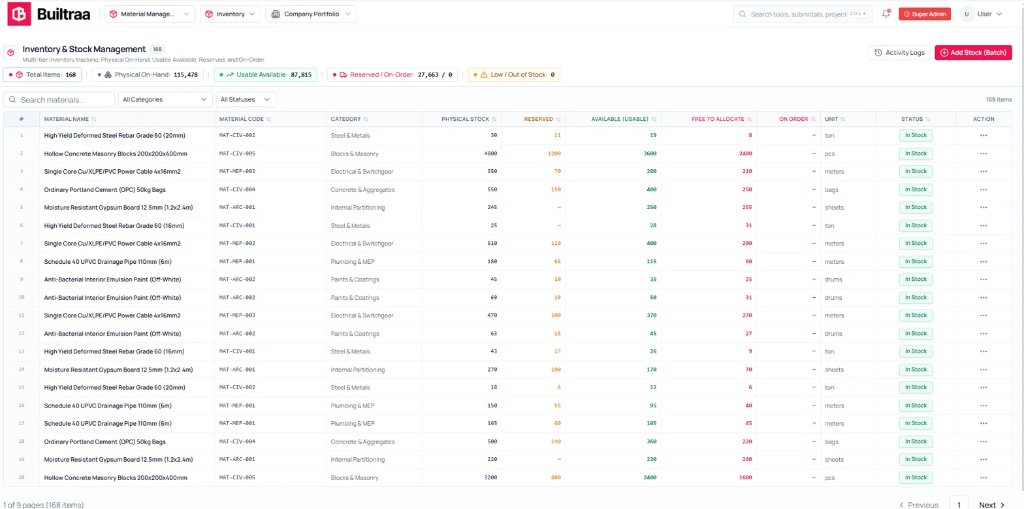 Builtraa Material Manage... Inventory Company Portfolio Search tools, submittals, project Ctrl K Super Admin U User
Inventory & Stock Management 168
Multi-tier inventory tracking: Physical On-Hand, Usable Available, Reserved, and On-Order
Activity Logs Add Stock (Batch)
Total Items: 168 Physical On-Hand: 115,478 Usable Available: 87,815 Reserved / On-Order: 27,663 / 0 Low / Out of Stock: 0
Search materials... All Categories All Statuses 168 items
# MATERIAL NAME MATERIAL CODE CATEGORY PHYSICAL STOCK RESERVED AVAILABLE (USABLE) FREE TO ALLOCATE ON ORDER UNIT STATUS ACTION
1 High Yield Deformed Steel Rebar Grade 60 (20mm) MAT-CIV-002 Steel & Metals 30 11 19 8 — ton In Stock ...
2 Hollow Concrete Masonry Blocks 200x200x400mm MAT-CIV-005 Blocks & Masonry 4800 1200 3600 2400 — pcs In Stock ...
3 Single Core Cu/XLPE/PVC Power Cable 4x16mm2 MAT-MEP-003 Electrical & Switchgear 350 70 280 210 — meters In Stock ...
4 Ordinary Portland Cement (OPC) 50kg Bags MAT-CIV-004 Concrete & Aggregates 550 150 400 250 — bags In Stock ...
5 Moisture Resistant Gypsum Board 12.5mm (1.2x2.4m) MAT-ARC-001 Internal Partitioning 245 — 250 255 — sheets In Stock ...
6 High Yield Deformed Steel Rebar Grade 60 (16mm) MAT-CIV-001 Steel & Metals 25 — 28 31 — ton In Stock ...
7 Single Core Cu/XLPE/PVC Power Cable 4x16mm2 MAT-MEP-003 Electrical & Switchgear 510 110 400 290 — meters In Stock ...
8 Schedule 40 UPVC Drainage Pipe 110mm (6m) MAT-MEP-001 Plumbing & MEP 180 65 115 50 — meters In Stock ...
9 Anti-Bacterial Interior Emulsion Paint (Off-White) MAT-ARC-002 Paints & Coatings 45 10 35 25 — drums In Stock ...
10 Anti-Bacterial Interior Emulsion Paint (Off-White) MAT-ARC-002 Paints & Coatings 69 50 31 — drums In Stock ...
11 Single Core Cu/XLPE/PVC Power Cable 4x16mm2 MAT-MEP-003 Electrical & Switchgear 470 100 370 270 — meters In Stock ...
12 Anti-Bacterial Interior Emulsion Paint (Off-White) MAT-ARC-002 Paints & Coatings 63 18 45 27 — drums In Stock ...
13 High Yield Deformed Steel Rebar Grade 60 (16mm) MAT-CIV-001 Steel & Metals 43 17 26 9 — ton In Stock ...
14 Moisture Resistant Gypsum Board 12.5mm (1.2x2.4m) MAT-ARC-001 Internal Partitioning 270 100 170 70 — sheets In Stock ...
15 High Yield Deformed Steel Rebar Grade 60 (20mm) MAT-CIV-002 Steel & Metals 18 6 12 6 — ton In Stock ...
16 Schedule 40 UPVC Drainage Pipe 110mm (6m) MAT-MEP-001 Plumbing & MEP 150 55 95 40 — meters In Stock ...
17 Schedule 40 UPVC Drainage Pipe 110mm (6m) MAT-MEP-001 Plumbing & MEP 165 60 105 45 — meters In Stock ...
18 Ordinary Portland Cement (OPC) 50kg Bags MAT-CIV-004 Concrete & Aggregates 500 140 360 220 — bags In Stock ...
19 Moisture Resistant Gypsum Board 12.5mm (1.2x2.4m) MAT-ARC-001 Internal Partitioning 220 — 230 240 — sheets In Stock ...
20 Hollow Concrete Masonry Blocks 200x200x400mm MAT-CIV-005 Blocks & Masonry 3200 800 2400 1600 — pcs In Stock ...
1 of 9 pages (168 items) Previous 1 Next